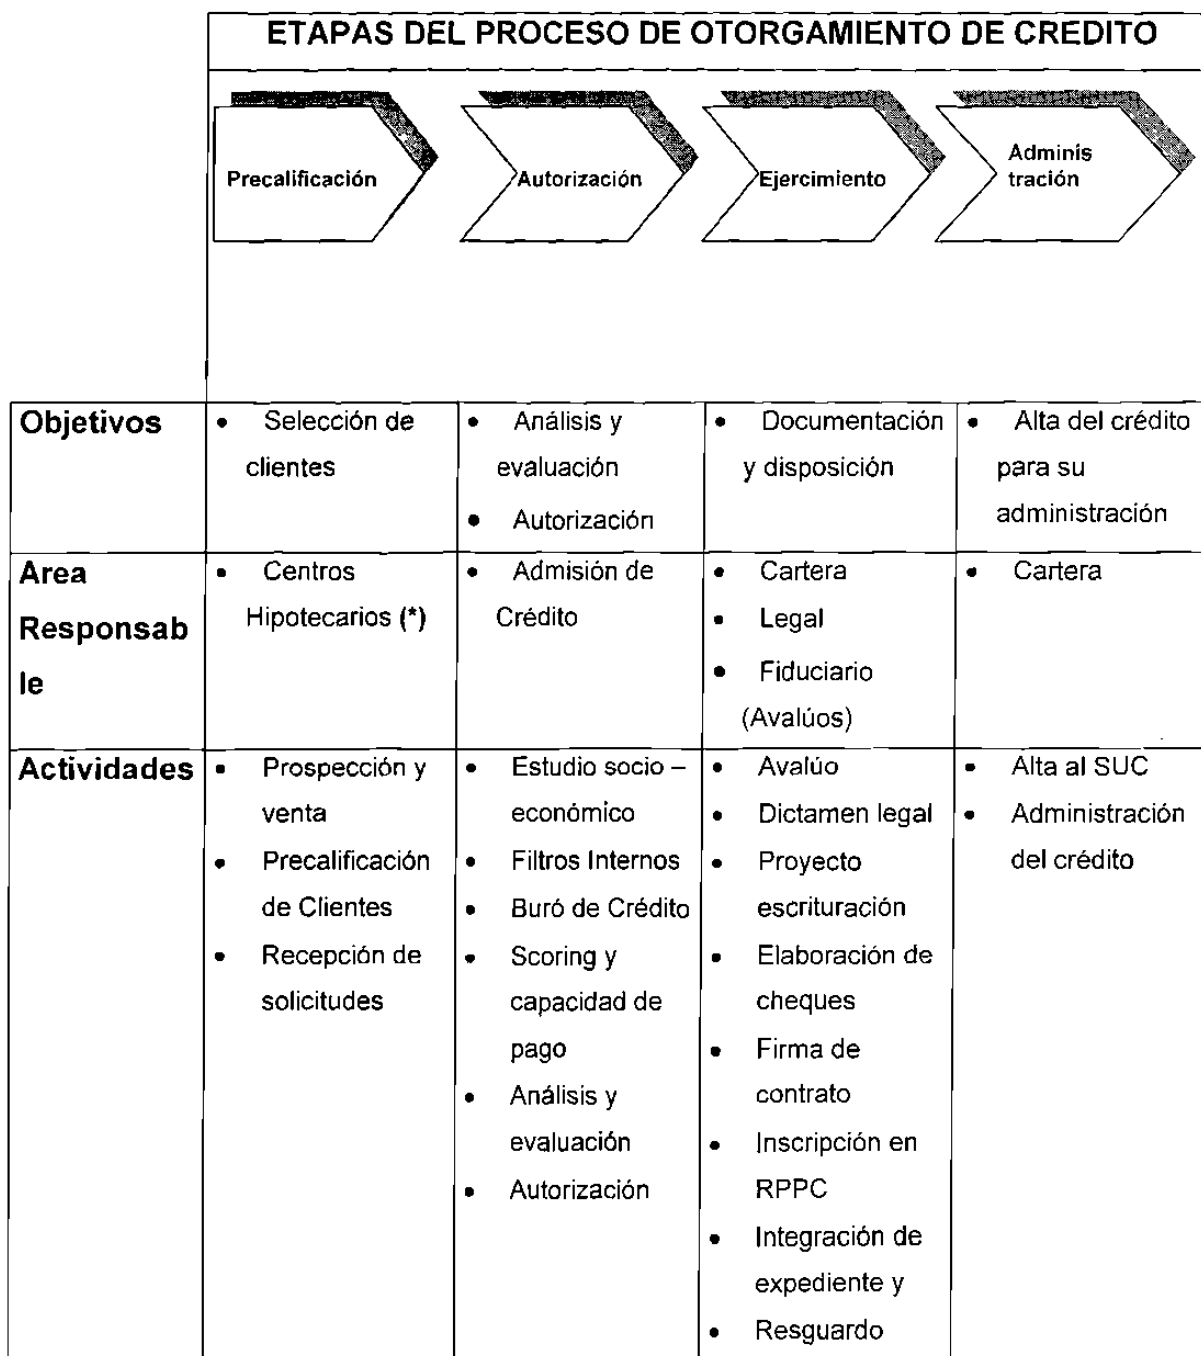 ETAPAS DEL PROCESO DE OTORGAMIENTO DE CREDITO
Precalificación
Autorización
Ejercimiento
Adminis
tración
Objetivos
• Selección de
clientes
• Análisis y
evaluación
• Autorización
• Documentación
y disposición
• Alta del crédito
para su
administración
Area
Responsab
le
• Centros
Hipotecarios (*)
• Admisión de
Crédito
• Cartera
• Legal
• Fiduciario
(Avalúos)
• Cartera
Actividades
• Prospección y
venta
• Precalificación
de Clientes
• Recepción de
solicitudes
• Estudio socio –
económico
• Filtros Internos
• Buró de Crédito
• Scoring y
capacidad de
pago
• Análisis y
evaluación
• Autorización
• Avalúo
• Dictamen legal
• Proyecto
escrituración
• Elaboración de
cheques
• Firma de
contrato
• Inscripción en
RPPC
• Integración de
expediente y
• Resguardo
• Alta al SUC
• Administración
del crédito